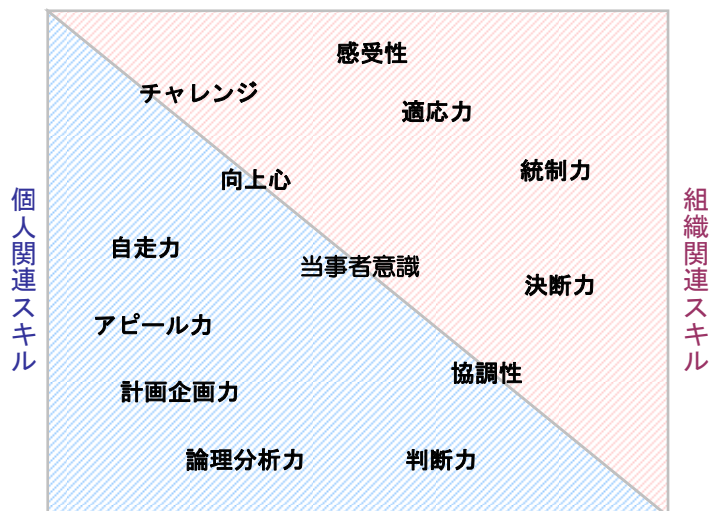 感受性
チャレンジ
適応力
向上心
統制力
個人関連スキル
組織関連スキル
自走力
当事者意識
決断力
アピール力
協調性
計画企画力
論理分析力
判断力